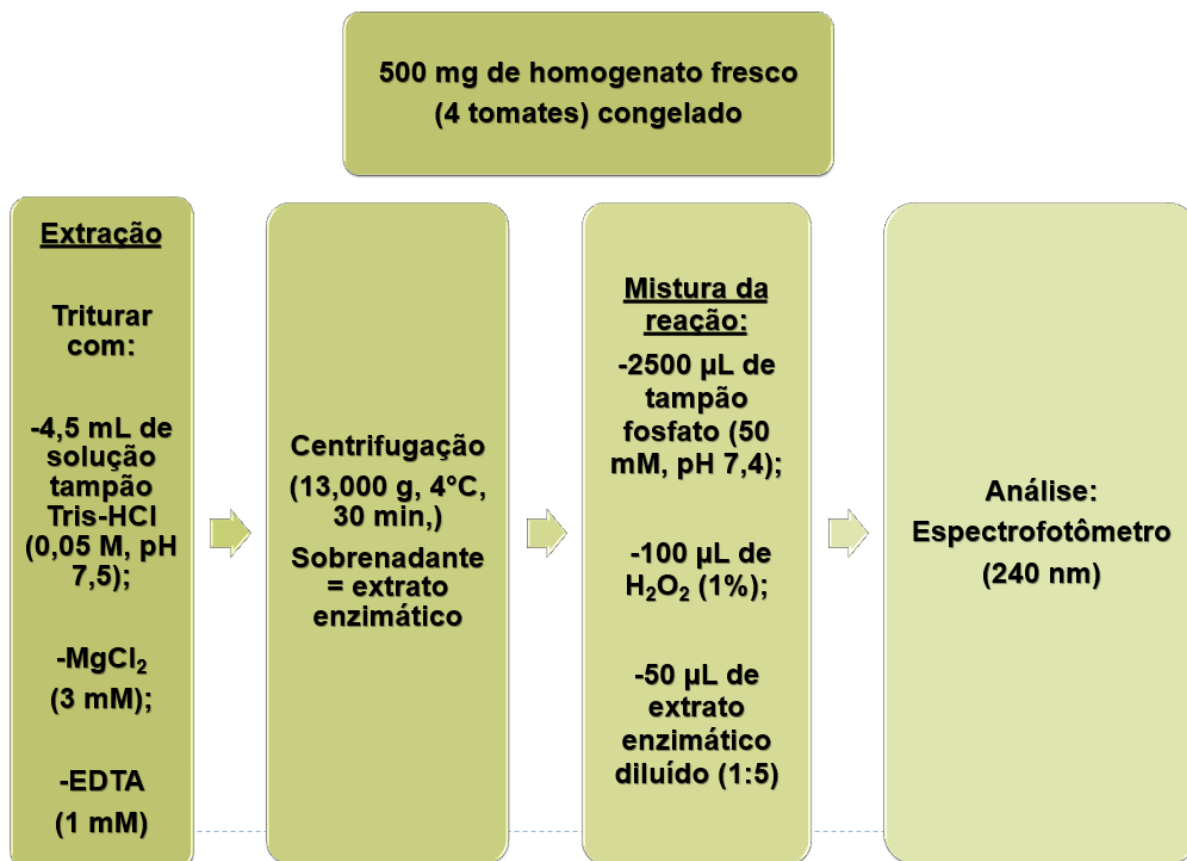 500 mg de homogenato fresco
(4 tomates) congelado
Extração
Triturar
com:
-4,5 mL de
solução
tampão
Tris-HCl
(0,05 M, pH
7,5);
-MgCl₂
(3 mM);
-EDTA
(1 mM)
Centrifugação
(13,000 g, 4°C,
30 min,)
Sobrenadante
= extrato
enzimático
Mistura da
reação:
-2500 µL de
tampão
fosfato (50
mM, pH 7,4);
-100 µL de
H₂O₂ (1%);
-50 µL de
extrato
enzimático
diluído (1:5)
Análise:
Espectrofotômetro
(240 nm)